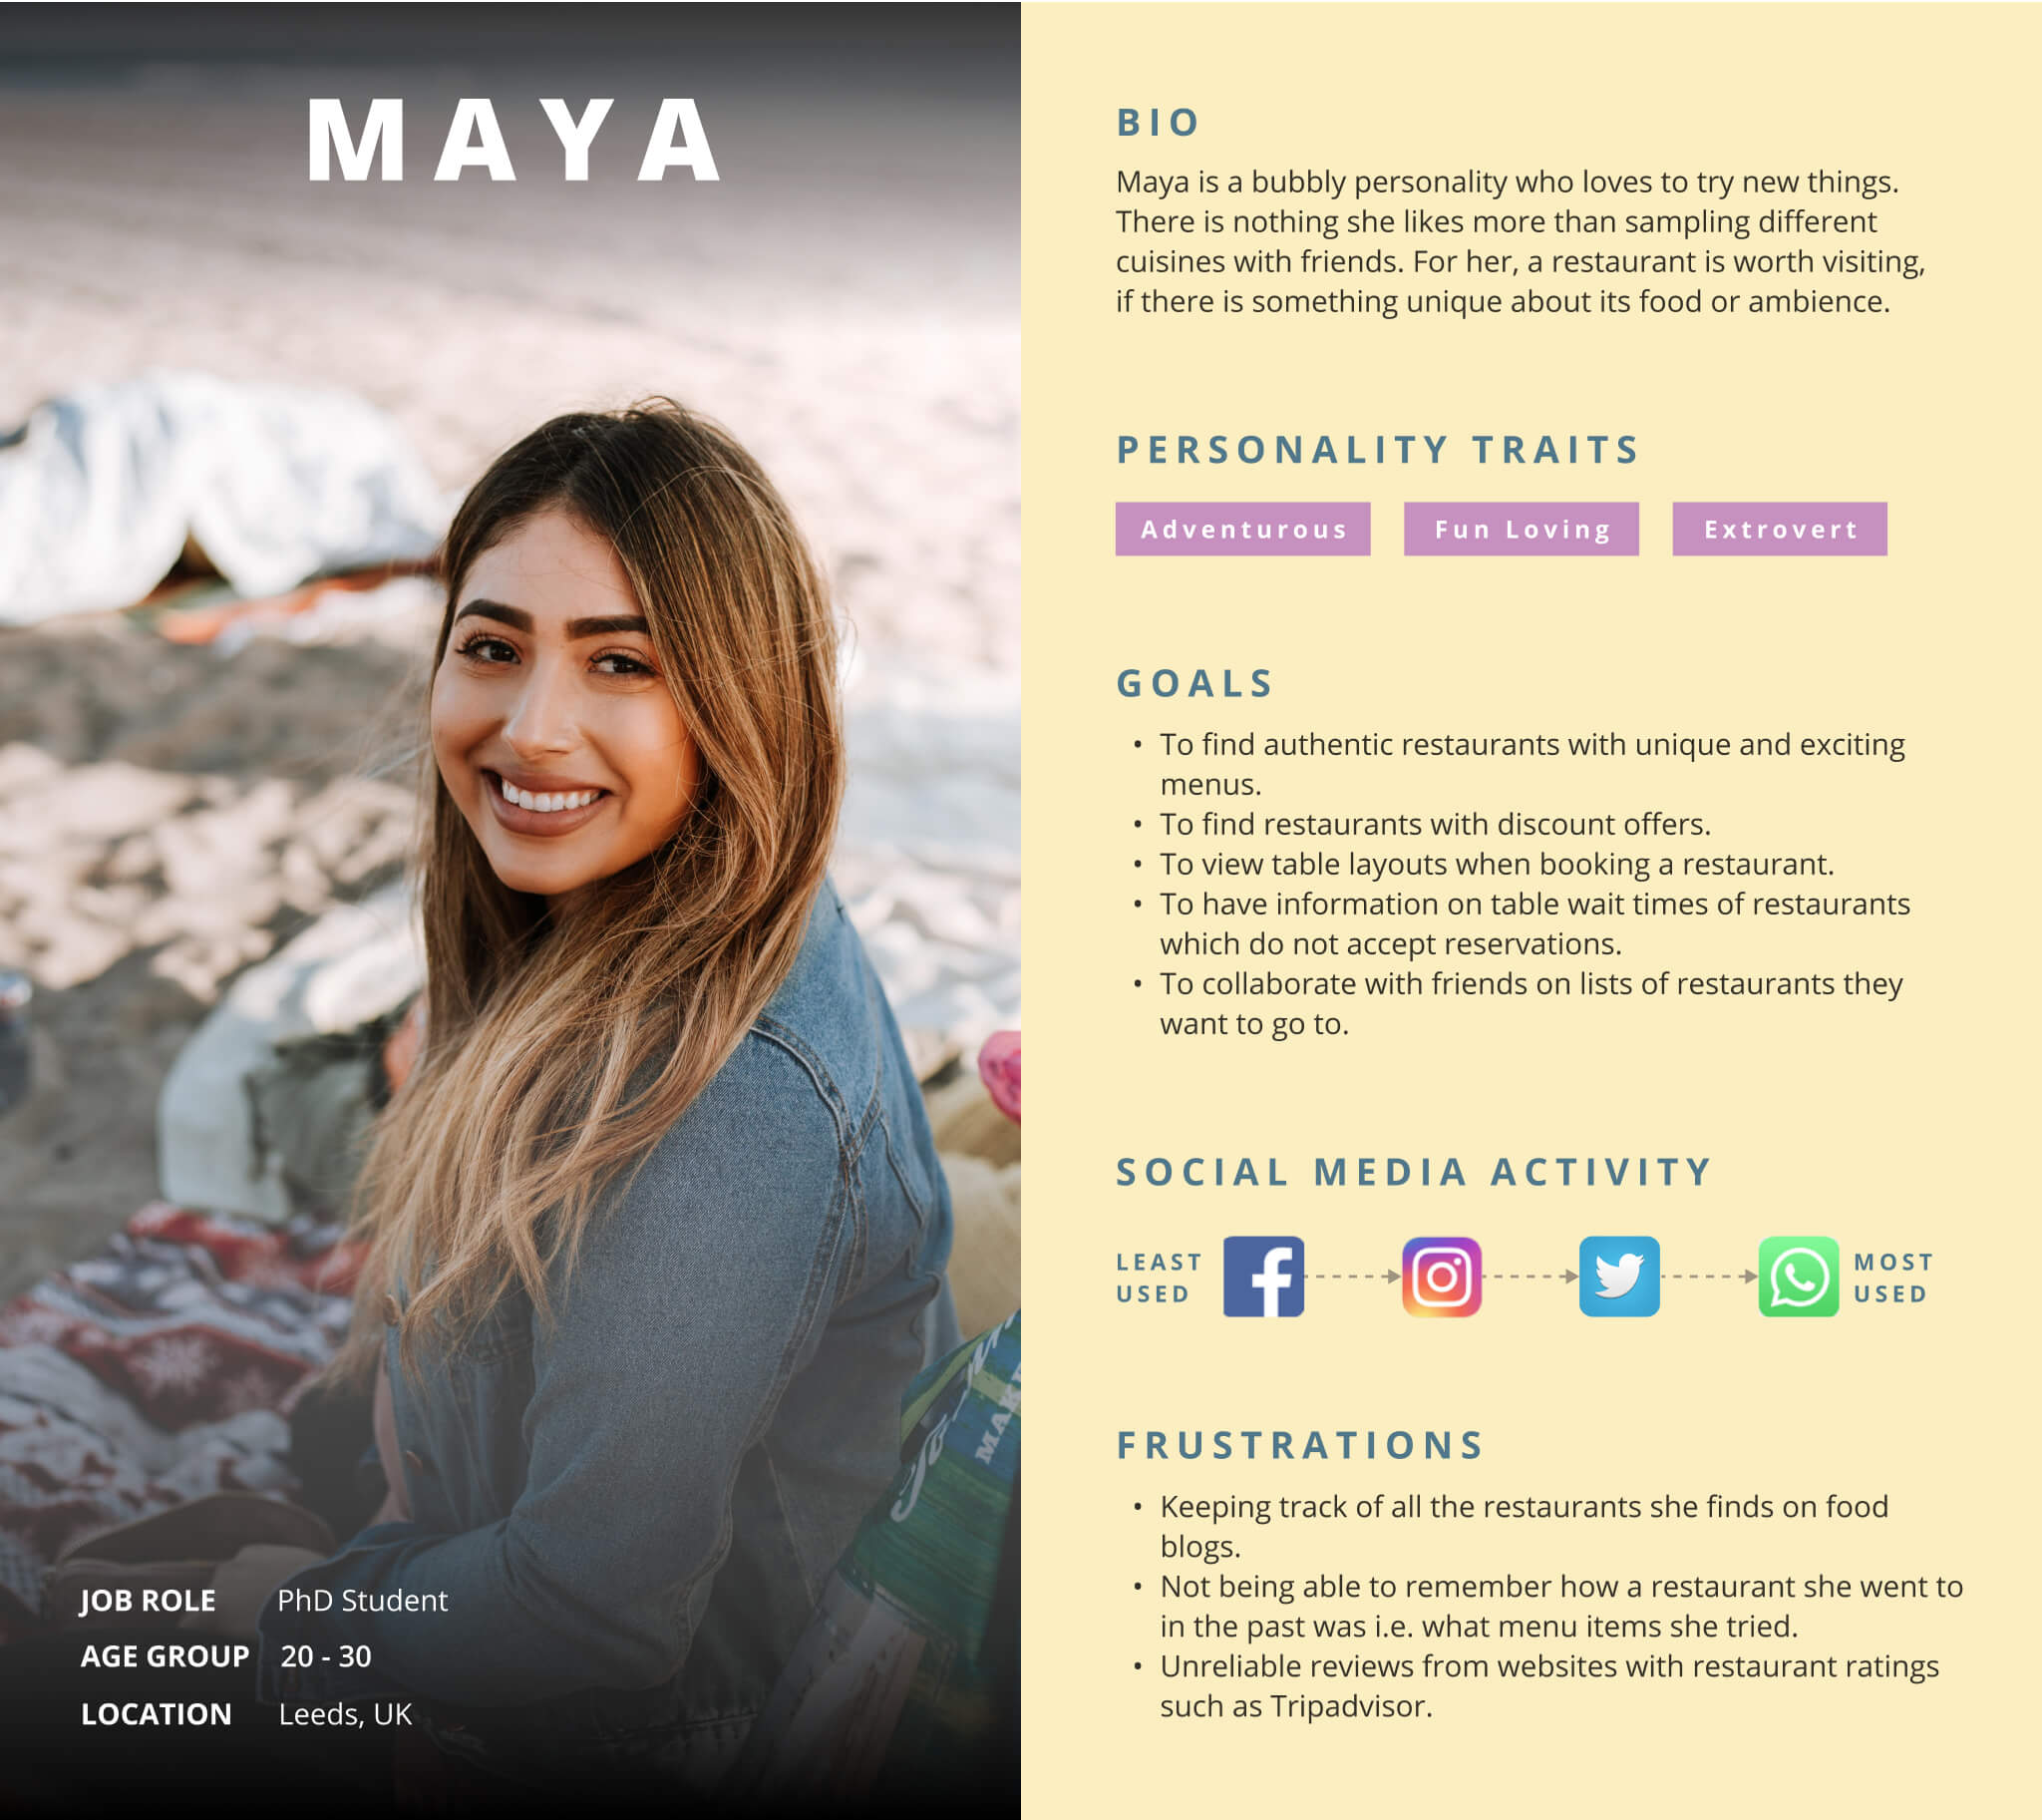 MAYA
JOB ROLE PhD Student
AGE GROUP 20 - 30
LOCATION Leeds, UK
BIO
Maya is a bubbly personality who loves to try new things.
There is nothing she likes more than sampling different
cuisines with friends. For her, a restaurant is worth visiting,
if there is something unique about its food or ambience.
PERSONALITY TRAITS
Adventurous Fun Loving Extrovert
GOALS
• To find authentic restaurants with unique and exciting
menus.
• To find restaurants with discount offers.
• To view table layouts when booking a restaurant.
• To have information on table wait times of restaurants
which do not accept reservations.
• To collaborate with friends on lists of restaurants they
want to go to.
SOCIAL MEDIA ACTIVITY
LEAST
USED
MOST
USED
FRUSTRATIONS
• Keeping track of all the restaurants she finds on food
blogs.
• Not being able to remember how a restaurant she went to
in the past was i.e. what menu items she tried.
• Unreliable reviews from websites with restaurant ratings
such as Tripadvisor.